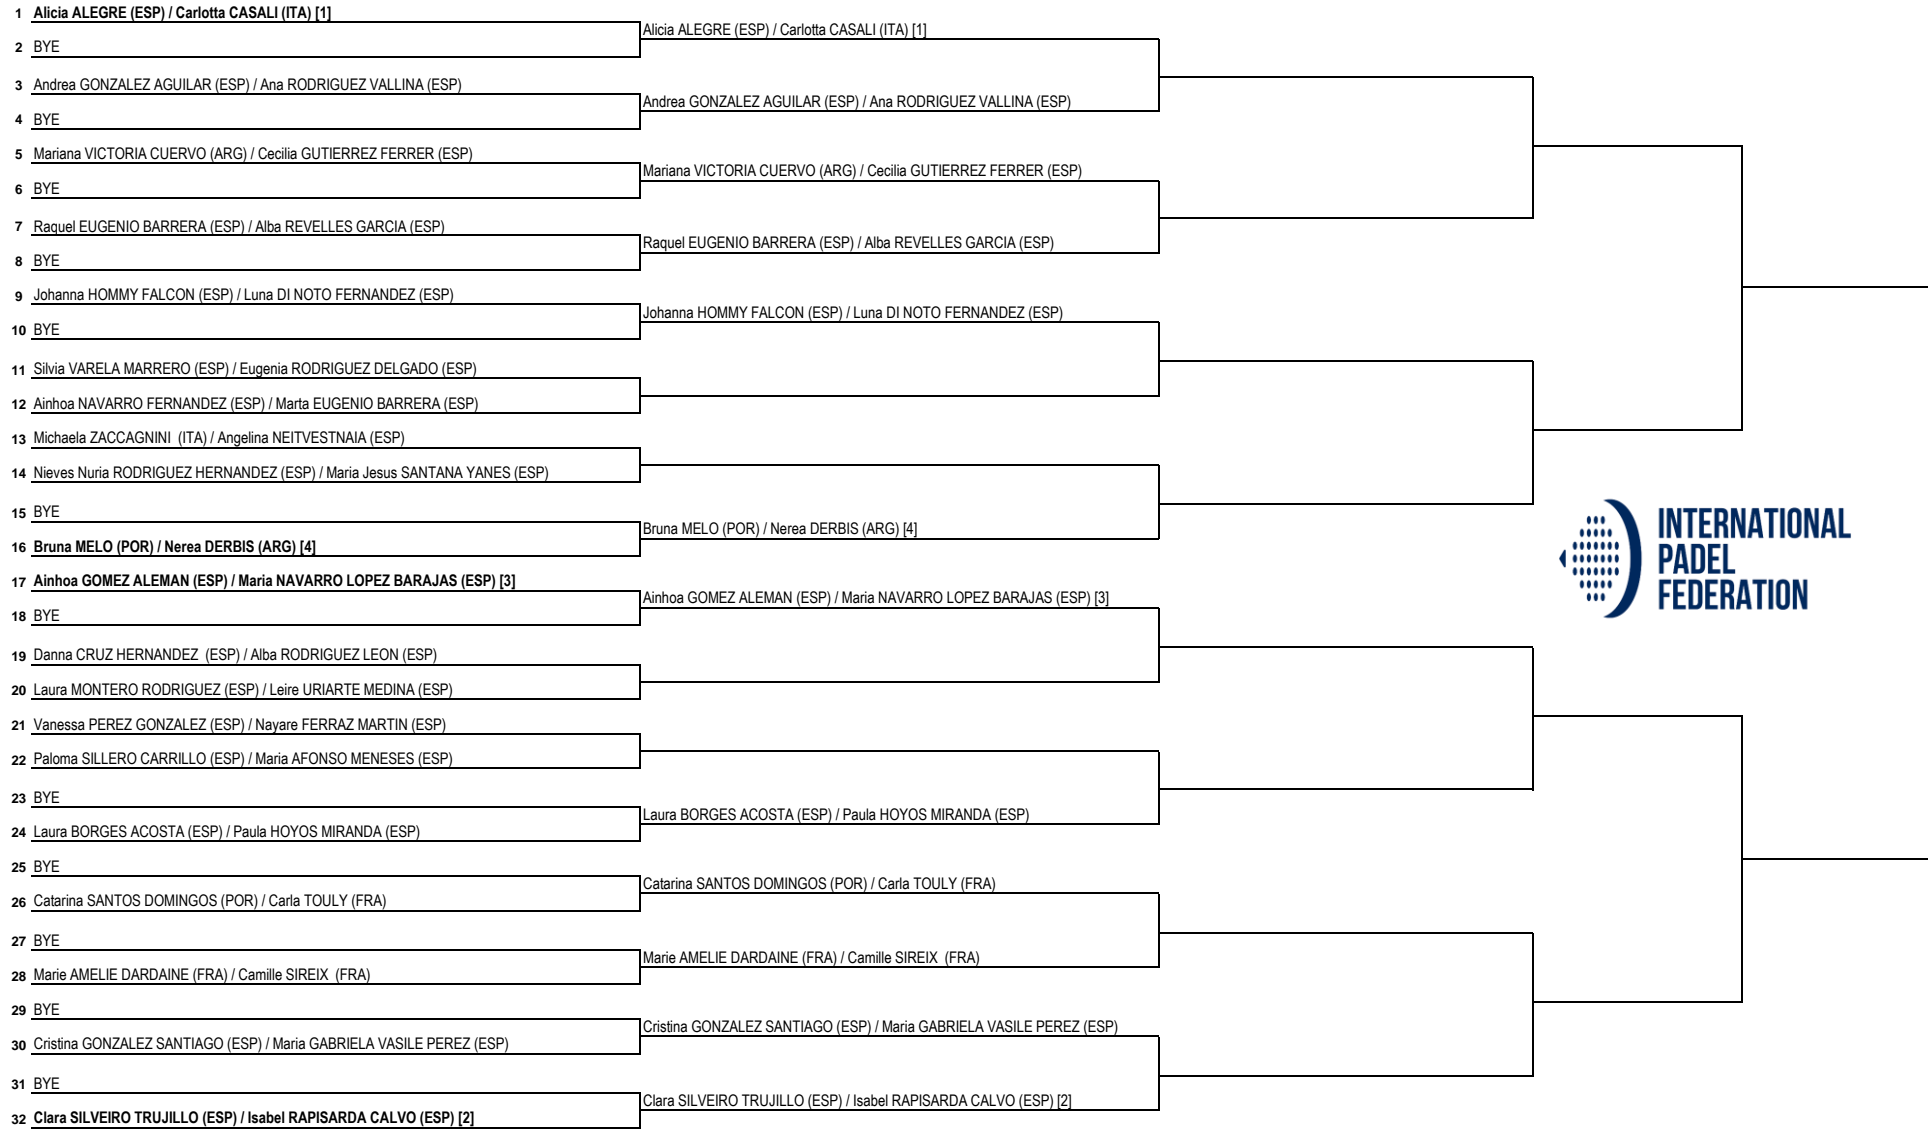 1 Alicia ALEGRE (ESP) / Carlotta CASALI (ITA) [1]
Alicia ALEGRE (ESP) / Carlotta CASALI (ITA) [1]
2 BYE
3 Andrea GONZALEZ AGUILAR (ESP) / Ana RODRIGUEZ VALLINA (ESP)
Andrea GONZALEZ AGUILAR (ESP) / Ana RODRIGUEZ VALLINA (ESP)
4 BYE
5 Mariana VICTORIA CUERVO (ARG) / Cecilia GUTIERREZ FERRER (ESP)
Mariana VICTORIA CUERVO (ARG) / Cecilia GUTIERREZ FERRER (ESP)
6 BYE
7 Raquel EUGENIO BARRERA (ESP) / Alba REVELLES GARCIA (ESP)
Raquel EUGENIO BARRERA (ESP) / Alba REVELLES GARCIA (ESP)
8 BYE
9 Johanna HOMMY FALCON (ESP) / Luna DI NOTO FERNANDEZ (ESP)
Johanna HOMMY FALCON (ESP) / Luna DI NOTO FERNANDEZ (ESP)
10 BYE
11 Silvia VARELA MARRERO (ESP) / Eugenia RODRIGUEZ DELGADO (ESP)
12 Ainhoa NAVARRO FERNANDEZ (ESP) / Marta EUGENIO BARRERA (ESP)
13 Michaela ZACCAGNINI (ITA) / Angelina NEITVESTNAIA (ESP)
14 Nieves Nuria RODRIGUEZ HERNANDEZ (ESP) / Maria Jesus SANTANA YANES (ESP)
15 BYE
Bruna MELO (POR) / Nerea DERBIS (ARG) [4]
16 Bruna MELO (POR) / Nerea DERBIS (ARG) [4]
INTERNATIONAL
PADEL
FEDERATION
17 Ainhoa GOMEZ ALEMAN (ESP) / Maria NAVARRO LOPEZ BARAJAS (ESP) [3]
Ainhoa GOMEZ ALEMAN (ESP) / Maria NAVARRO LOPEZ BARAJAS (ESP) [3]
18 BYE
19 Danna CRUZ HERNANDEZ (ESP) / Alba RODRIGUEZ LEON (ESP)
20 Laura MONTERO RODRIGUEZ (ESP) / Leire URIARTE MEDINA (ESP)
21 Vanessa PEREZ GONZALEZ (ESP) / Nayare FERRAZ MARTIN (ESP)
22 Paloma SILLERO CARRILLO (ESP) / Maria AFONSO MENESES (ESP)
23 BYE
Laura BORGES ACOSTA (ESP) / Paula HOYOS MIRANDA (ESP)
24 Laura BORGES ACOSTA (ESP) / Paula HOYOS MIRANDA (ESP)
25 BYE
Catarina SANTOS DOMINGOS (POR) / Carla TOULY (FRA)
26 Catarina SANTOS DOMINGOS (POR) / Carla TOULY (FRA)
27 BYE
Marie AMELIE DARDAINE (FRA) / Camille SIREIX (FRA)
28 Marie AMELIE DARDAINE (FRA) / Camille SIREIX (FRA)
29 BYE
Cristina GONZALEZ SANTIAGO (ESP) / Maria GABRIELA VASILE PEREZ (ESP)
30 Cristina GONZALEZ SANTIAGO (ESP) / Maria GABRIELA VASILE PEREZ (ESP)
31 BYE
Clara SILVEIRO TRUJILLO (ESP) / Isabel RAPISARDA CALVO (ESP) [2]
32 Clara SILVEIRO TRUJILLO (ESP) / Isabel RAPISARDA CALVO (ESP) [2]